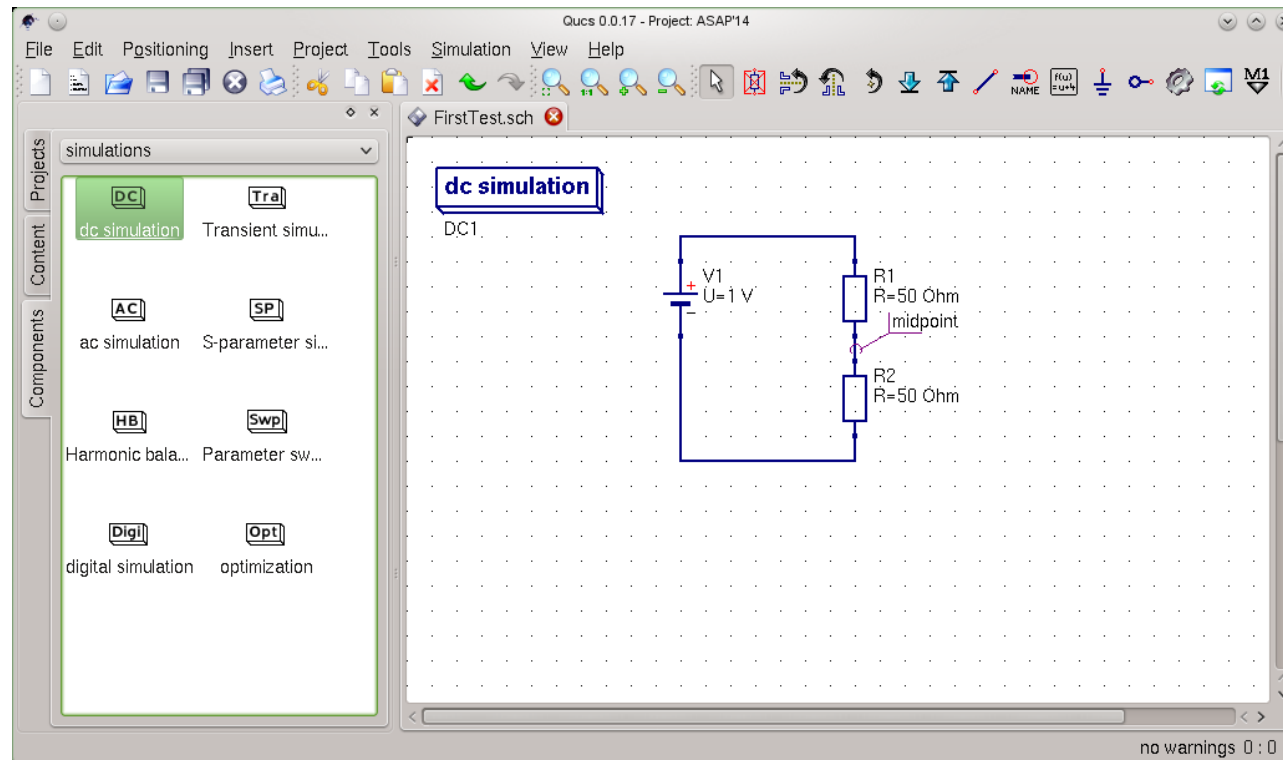 Qucs 0.0.17 - Project: ASAP'14
File Edit Positioning Insert Project Tools Simulation View Help
1:1
NAME
f(u)
=u+4
M1
Projects
Content
Components
simulations
DC
dc simulation
Tra
Transient simu...
AC
ac simulation
SP
S-parameter si...
HB
Harmonic bala...
Swp
Parameter sw...
Digi
digital simulation
Opt
optimization
FirstTest.sch
dc simulation
DC1
V1
U=1 V
+
–
R1
R=50 Ohm
midpoint
R2
R=50 Ohm
no warnings 0 : 0